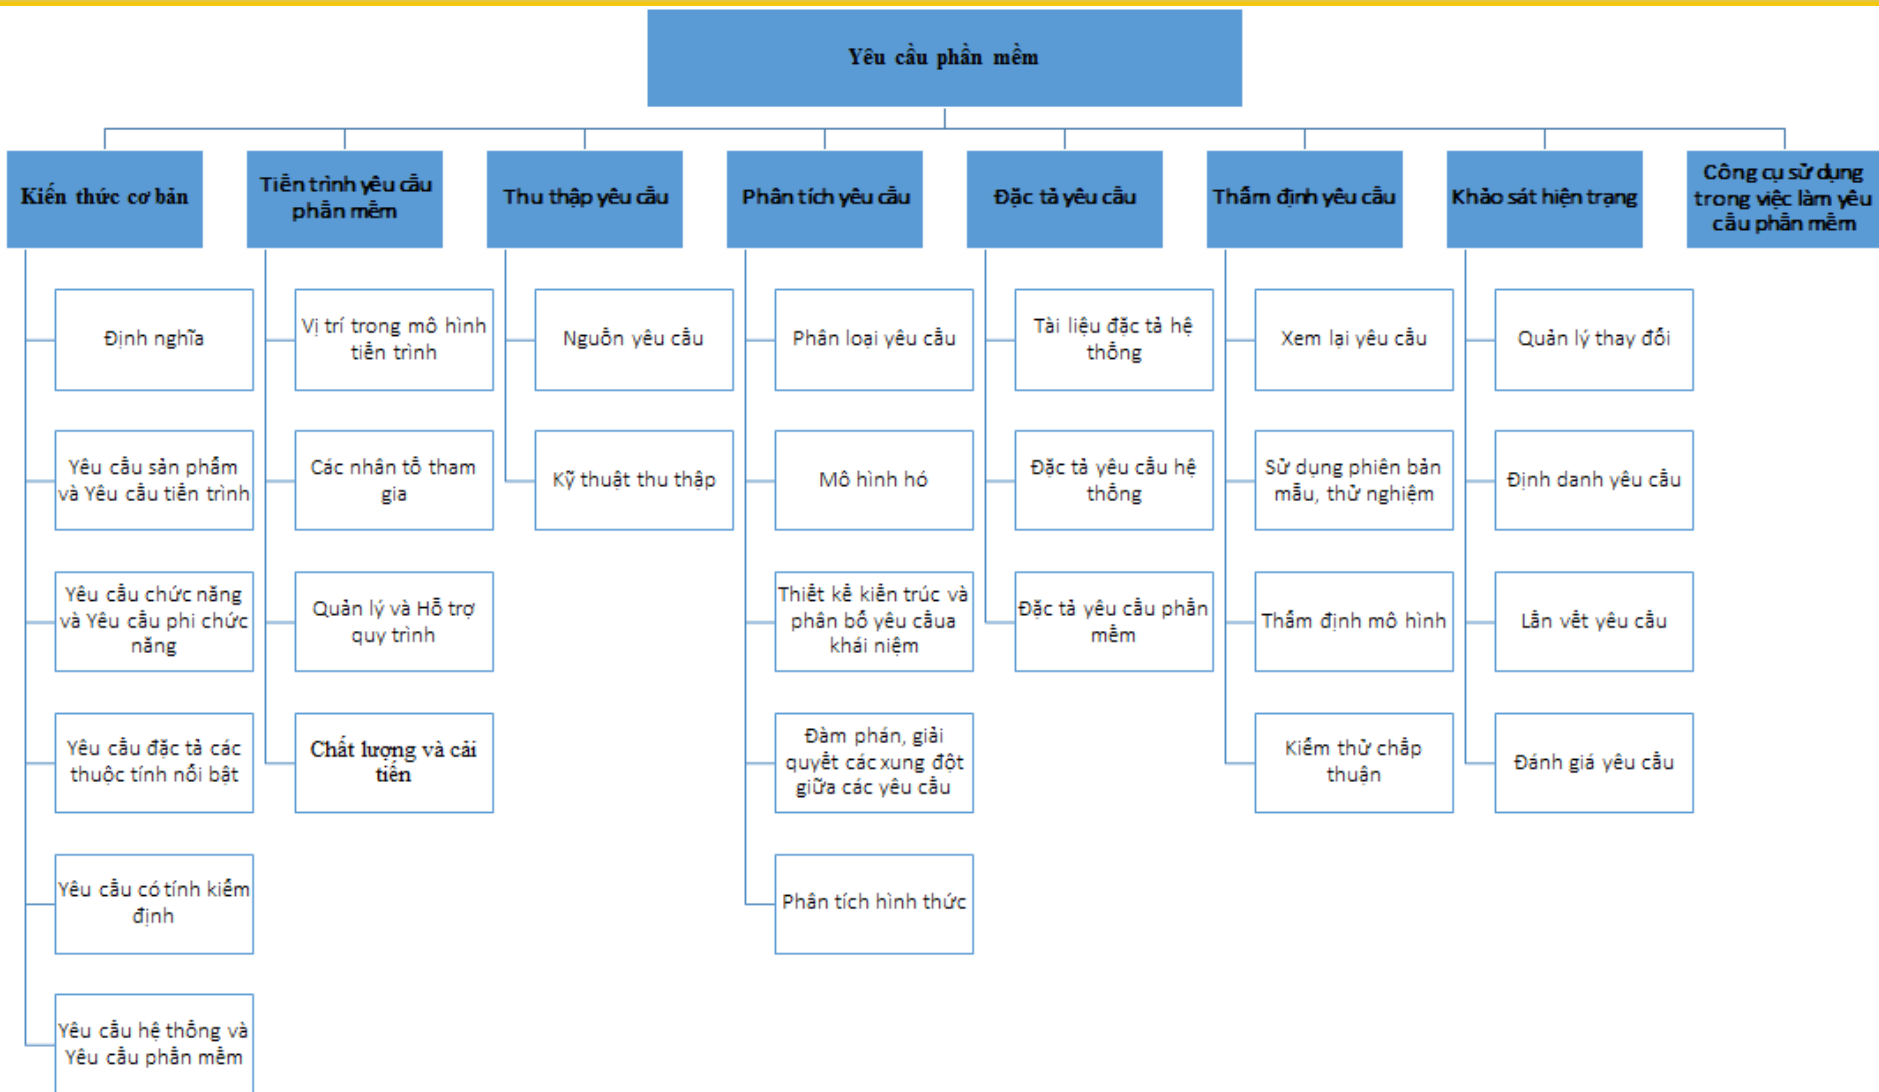 Yêu cầu phần mềm
Kiến thức cơ bản
Tiến trình yêu cầu
phần mềm
Thu thập yêu cầu
Phân tích yêu cầu
Đặc tả yêu cầu
Thẩm định yêu cầu
Khảo sát hiện trạng
Công cụ sử dụng
trong việc làm yêu
cầu phần mềm
Định nghĩa
Yêu cầu sản phẩm
và Yêu cầu tiến trình
Yêu cầu chức năng
và Yêu cầu phi chức
năng
Yêu cầu đặc tả các
thuộc tính nổi bật
Yêu cầu có tính kiểm
định
Yêu cầu hệ thống và
Yêu cầu phần mềm
Vị trí trong mô hình
tiến trình
Các nhân tố tham
gia
Quản lý và Hỗ trợ
quy trình
Chất lượng và cải
tiến
Nguồn yêu cầu
Kỹ thuật thu thập
Phân loại yêu cầu
Mô hình hó
Thiết kế kiến trúc và
phân bổ yêu cầua
khái niệm
Đàm phán, giải
quyết các xung đột
giữa các yêu cầu
Phân tích hình thức
Tài liệu đặc tả hệ
thống
Đặc tả yêu cầu hệ
thống
Đặc tả yêu cầu phần
mềm
Xem lại yêu cầu
Sử dụng phiên bản
mẫu, thử nghiệm
Thẩm định mô hình
Kiểm thử chấp
thuận
Quản lý thay đổi
Định danh yêu cầu
Lần vết yêu cầu
Đánh giá yêu cầu